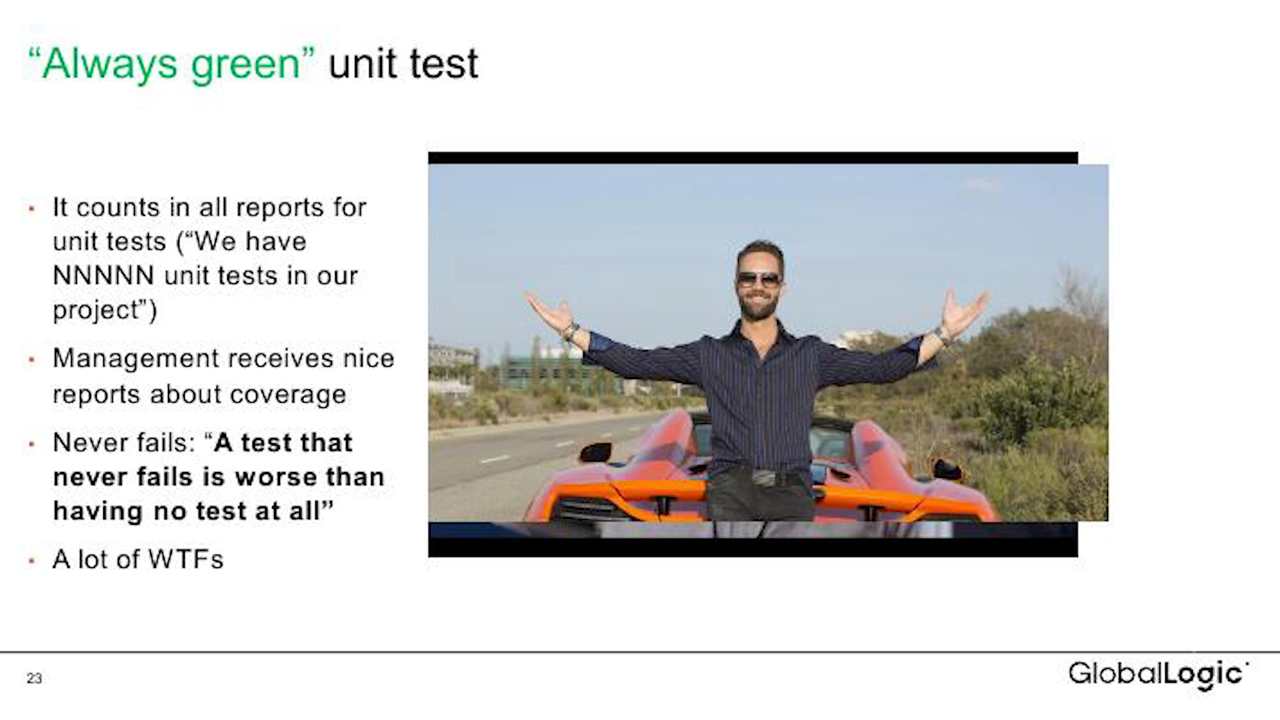 “Always green” unit test
It counts in all reports for
unit tests (“We have
NNNNN unit tests in our
project”)
Management receives nice
reports about coverage
Never fails: “A test that
never fails is worse than
having no test at all”
A lot of WTFs
23
GlobalLogic